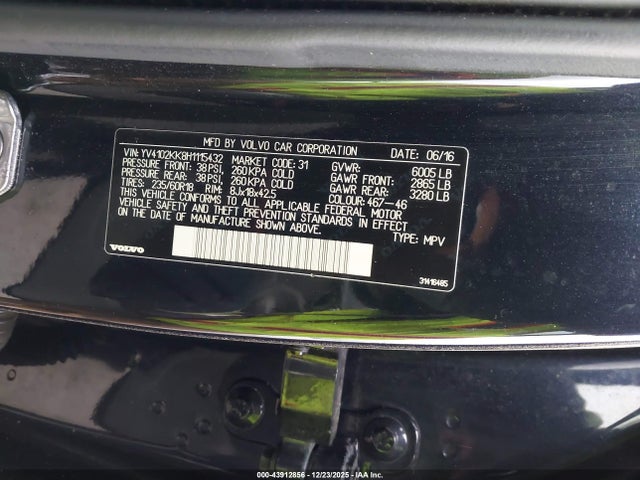 MFD BY VOLVO CAR CORPORATION DATE: 06/16
VIN: YV4102KK8H1115432 MARKET CODE: 31 GVWR: 6005 LB
PRESSURE FRONT: 38 PSI, 260 KPA COLD GAWR FRONT: 2865 LB
PRESSURE REAR: 38 PSI, 260 KPA COLD GAWR REAR: 3280 LB
TIRES: 235/60R18 RIM: 8Jx18x42.5 COLOUR: 467-46
VEHICLE CONFORMS TO ALL APPLICABLE FEDERAL MOTOR
VEHICLE SAFETY AND THEFT PREVENTION STANDARDS IN EFFECT
ON THE DATE OF MANUFACTURE SHOWN ABOVE. TYPE: MPV
VOLVO 31416465
000-43912856 12/23/2025 COPYRIGHT IAA, LLC.